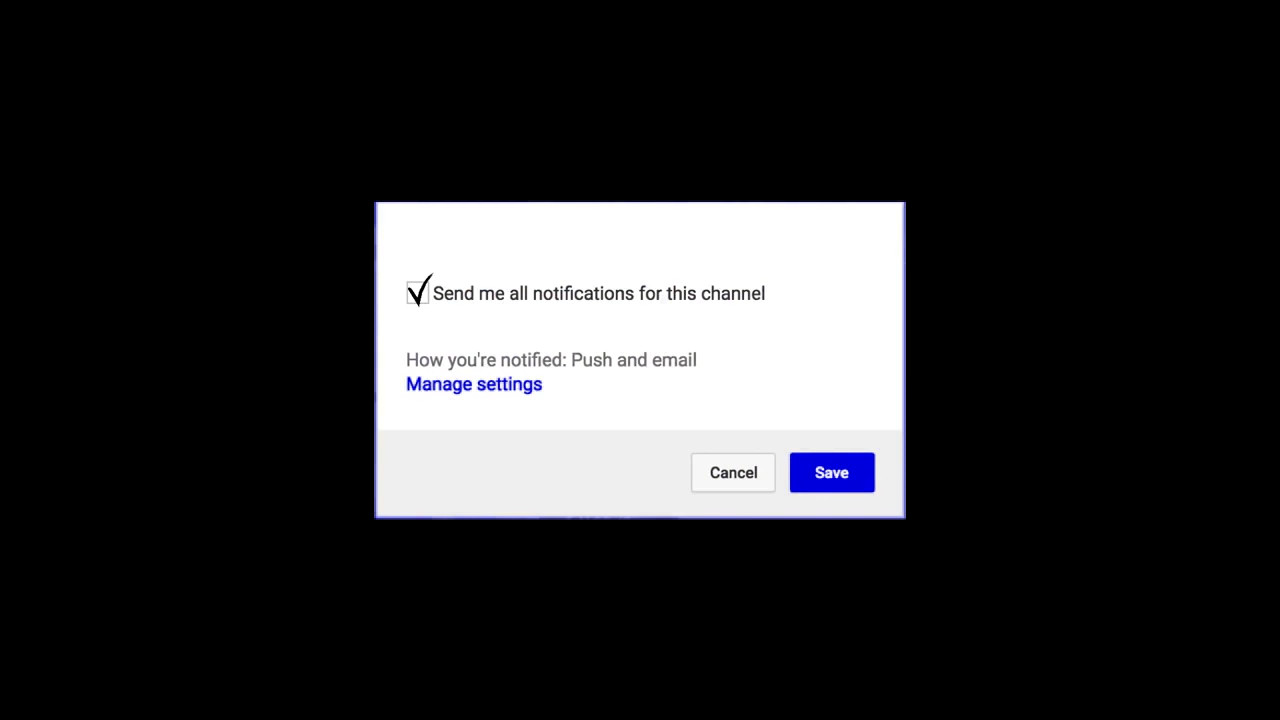 Send me all notifications for this channel
How you're notified: Push and email
Manage settings
Cancel
Save